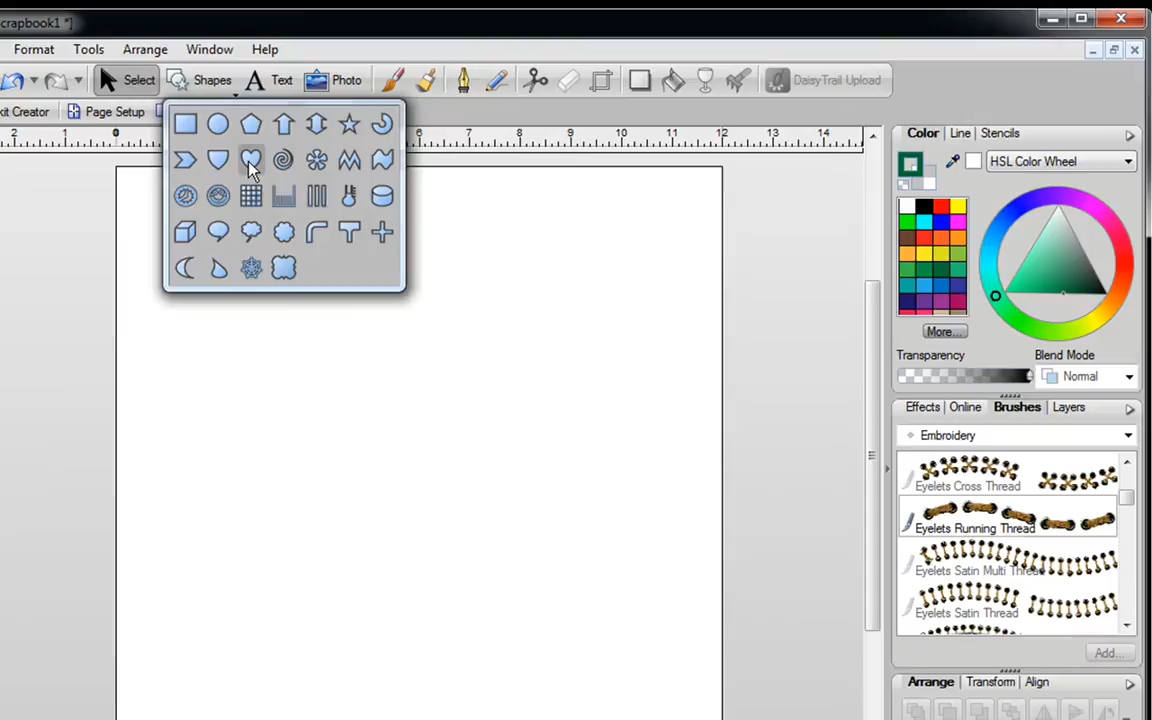 crapbook1 *]
Format Tools Arrange Window Help
Select Shapes Text Photo DaisyTrail Upload
kit Creator Page Setup
2 1 0 6 7 8 9 10 11 12 13 14
Color Line Stencils
HSL Color Wheel
More...
Transparency Blend Mode
Normal
Effects Online Brushes Layers
Embroidery
Eyelets Cross Thread
Eyelets Running Thread
Eyelets Satin Multi Thread
Eyelets Satin Thread
Add...
Arrange Transform Align